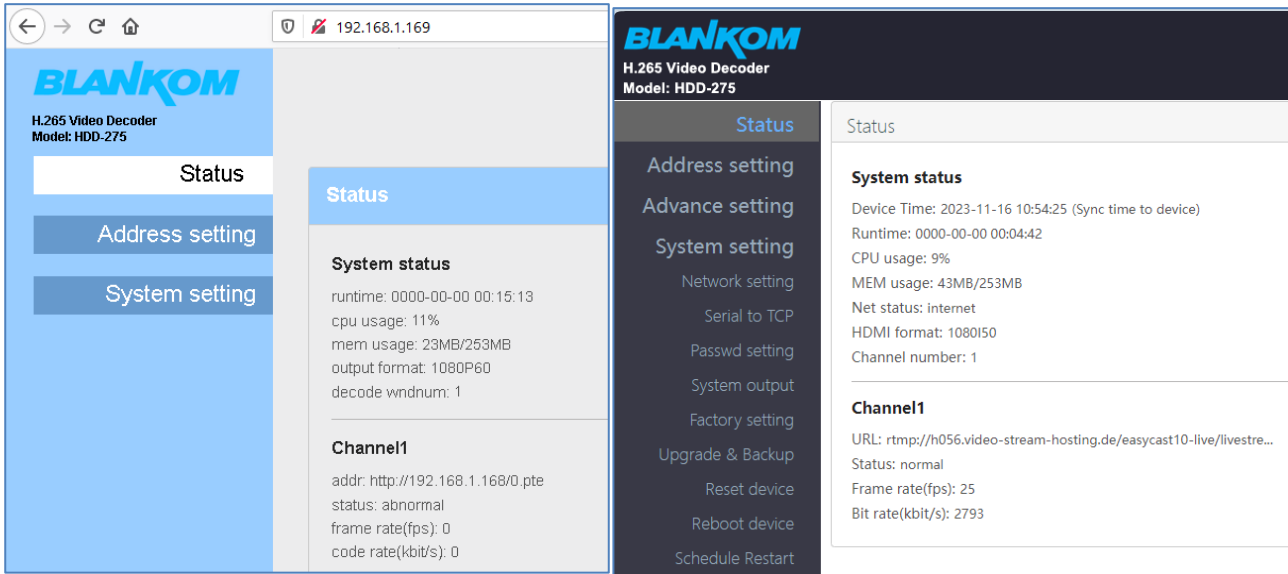 192.168.1.169
BLANKOM
H.265 Video Decoder
Model: HDD-275
Status
Address setting
System setting
Status
System status
runtime: 0000-00-00 00:15:13
cpu usage: 11%
mem usage: 23MB/253MB
output format: 1080P60
decode wndnum: 1
Channel1
addr: http://192.168.1.168/0.pte
status: abnormal
frame rate(fps): 0
code rate(kbit/s): 0
BLANKOM
H.265 Video Decoder
Model: HDD-275
Status
Address setting
Advance setting
System setting
Network setting
Serial to TCP
Passwd setting
System output
Factory setting
Upgrade & Backup
Reset device
Reboot device
Schedule Restart
Status
System status
Device Time: 2023-11-16 10:54:25 (Sync time to device)
Runtime: 0000-00-00 00:04:42
CPU usage: 9%
MEM usage: 43MB/253MB
Net status: internet
HDMI format: 1080I50
Channel number: 1
Channel1
URL: rtmp://h056.video-stream-hosting.de/easycast10-live/livestre...
Status: normal
Frame rate(fps): 25
Bit rate(kbit/s): 2793